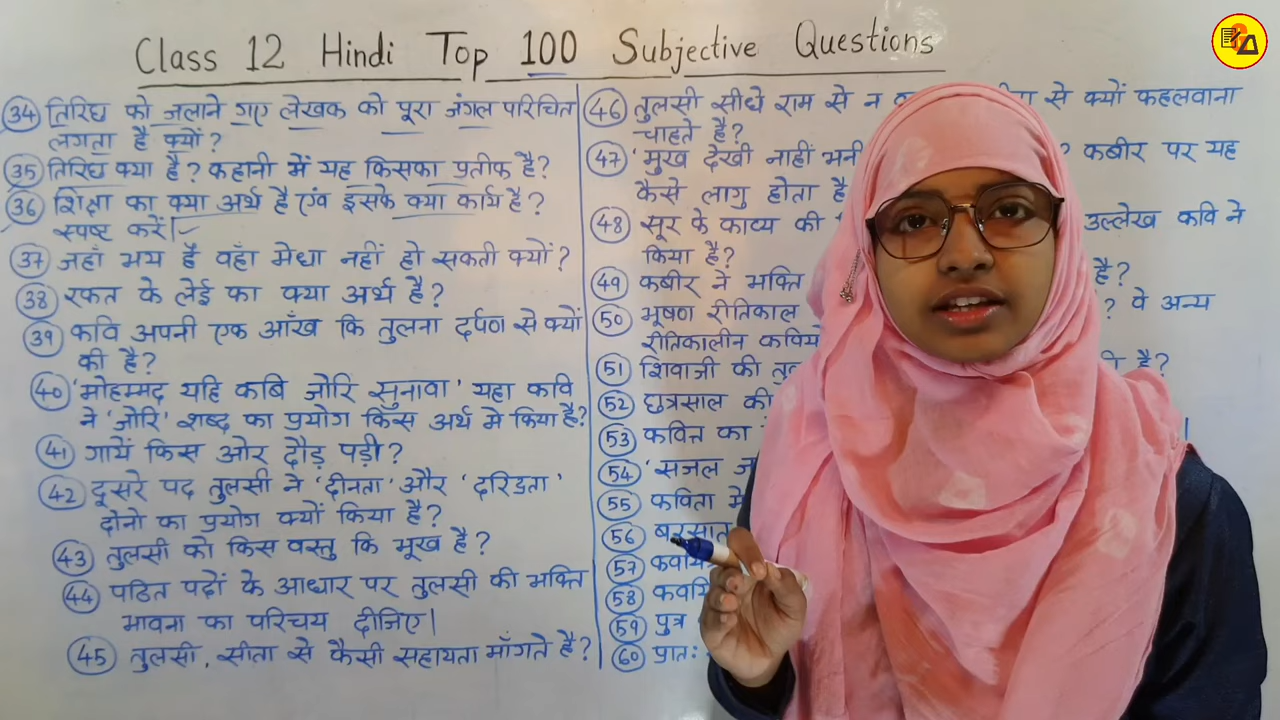 Class 12 Hindi Top 100 Subjective Questions
34 तिरिछ को जलाने गए लेखक को पूरा जंगल परिचित
लगता है क्यों?
35 तिरिछ क्या है? कहानी में यह किसका प्रतीक है?
36 शिक्षा का क्या अर्थ है एवं इसके क्या कार्य है?
स्पष्ट करें।
37 जहाँ भय है वहाँ मेधा नहीं हो सकती क्यों?
38 रकत के लेई का क्या अर्थ है?
39 कवि अपनी एक आँख कि तुलना दर्पण से क्यों
की है?
40 'मोहम्मद यहि कबि जोरि सुनावा' यहा कवि
ने 'जोरि' शब्द का प्रयोग किस अर्थ मे किया है?
41 गायें किस ओर दौड़ पड़ी?
42 दूसरे पद तुलसी ने 'दीनता' और 'दरिद्रता'
दोनो का प्रयोग क्यों किया है?
43 तुलसी को किस वस्तु कि भूख है?
44 पठित पदों के आधार पर तुलसी की भक्ति
भावना का परिचय दीजिए।
45 तुलसी, सीता से कैसी सहायता माँगते है?
46 तुलसी सीधे राम से न से क्यों कहलवाना
चाहते है?
47 'मुख देखी नाहीं भनी ? कबीर पर यह
कैसे लागु होता है
48 सूर के काव्य की उल्लेख कवि ने
किया है?
49 कबीर ने भक्ति है?
50 भूषण रीतिकाल ? वे अन्य
रीतिकालीन
51 शिवाजी की है?
52 छत्रसाल की
53 कवित्त का
54 'सजल
55 कविता मे
56 बरसात
57
58
59 पुत्र
60 प्रातः